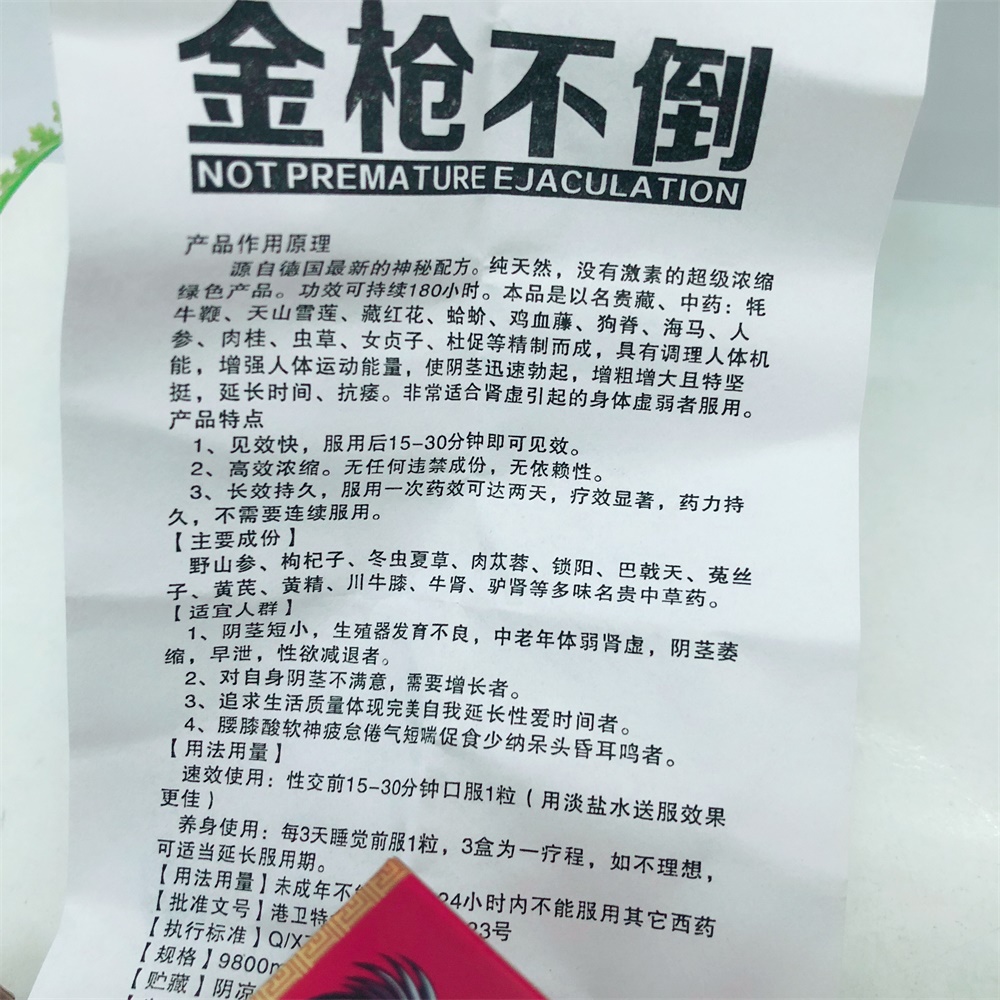 金枪不倒
NOT PREMATURE EJACULATION
产品作用原理
源自德国最新的神秘配方。纯天然，没有激素的超级浓缩
绿色产品。功效可持续180小时。本品是以名贵藏、中药：牦
牛鞭、天山雪莲、藏红花、蛤蚧、鸡血藤、狗脊、海马、人
参、肉桂、虫草、女贞子、杜促等精制而成，具有调理人体机
能，增强人体运动能量，使阴茎迅速勃起，增粗增大且特坚
挺，延长时间、抗痿。非常适合肾虚引起的身体虚弱者服用。
产品特点
1、见效快，服用后15-30分钟即可见效。
2、高效浓缩。无任何违禁成份，无依赖性。
3、长效持久，服用一次药效可达两天，疗效显著，药力持
久，不需要连续服用。
【主要成份】
野山参、枸杞子、冬虫夏草、肉苁蓉、锁阳、巴戟天、菟丝
子、黄芪、黄精、川牛膝、牛肾、驴肾等多味名贵中草药。
【适宜人群】
1、阴茎短小，生殖器发育不良，中老年体弱肾虚，阴茎萎
缩，早泄，性欲减退者。
2、对自身阴茎不满意，需要增长者。
3、追求生活质量体现完美自我延长性爱时间者。
4、腰膝酸软神疲怠倦气短喘促食少纳呆头昏耳鸣者。
【用法用量】
速效使用：性交前15-30分钟口服1粒（用淡盐水送服效果
更佳）
养身使用：每3天睡觉前服1粒，3盒为一疗程，如不理想，
可适当延长服用期。
【用法用量】未成年不 24小时内不能服用其它西药
【批准文号】港卫特 23号
【执行标准】Q/X
【规格】9800m
【贮藏】阴凉